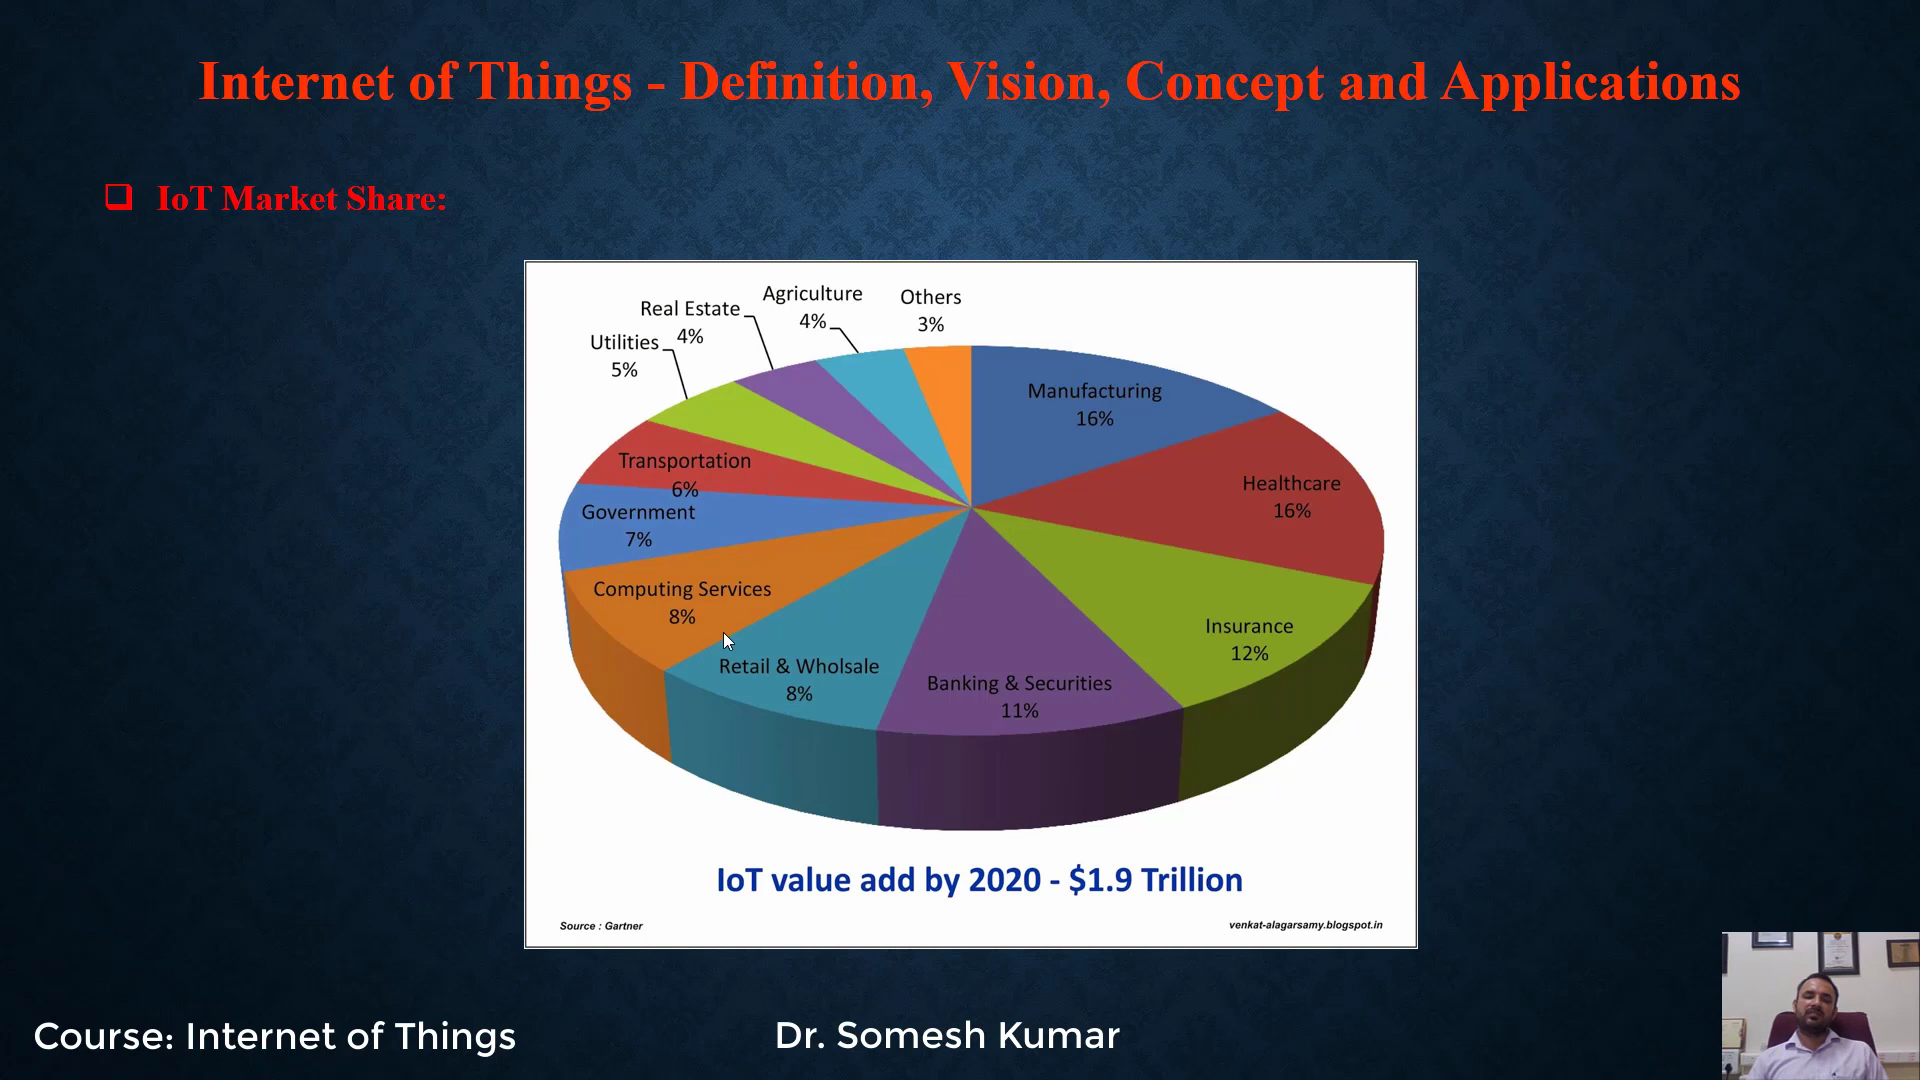 Internet of Things - Definition, Vision, Concept and Applications
IoT Market Share:
Agriculture
4%
Others
3%
Real Estate
4%
Utilities
5%
Manufacturing
16%
Transportation
6%
Healthcare
16%
Government
7%
Computing Services
8%
Insurance
12%
Retail & Wholsale
8%
Banking & Securities
11%
IoT value add by 2020 - $1.9 Trillion
Source : Gartner
venkat-alagarsamy.blogspot.in
Course: Internet of Things
Dr. Somesh Kumar